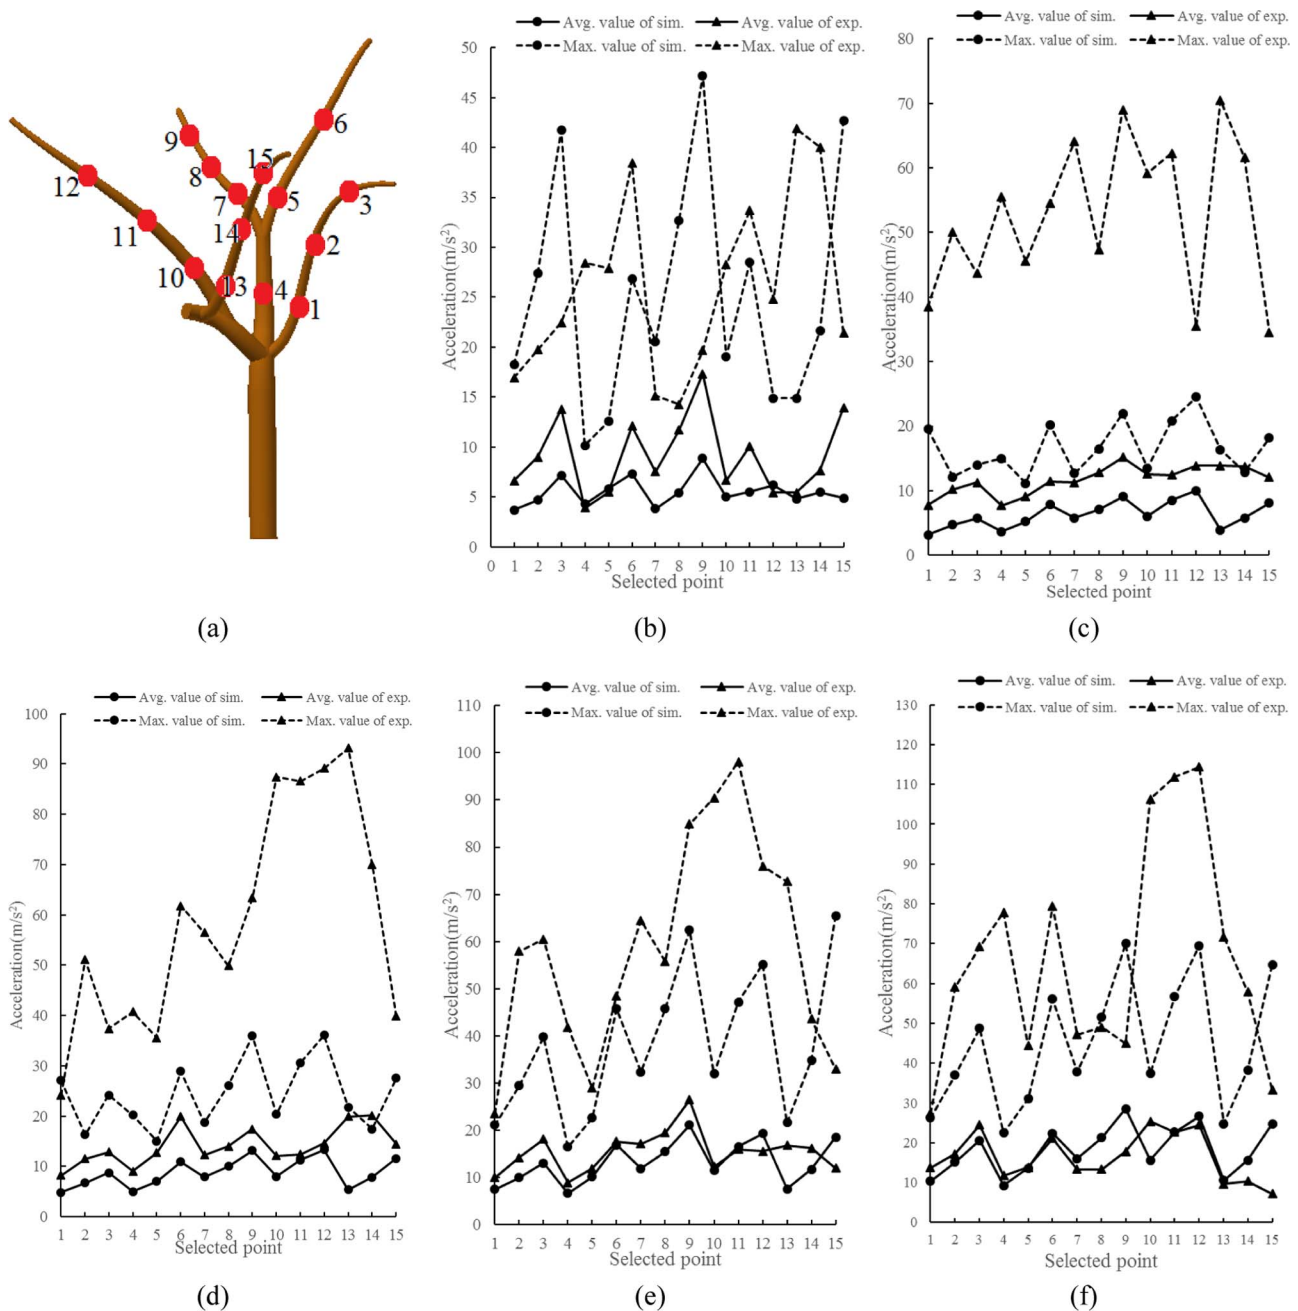 9
8
7
15
6
5
3
12
11
14
2
10
13
4
1
(a)
Avg. value of sim. Avg. value of exp.
Max. value of sim. Max. value of exp.
50
45
40
35
30
25
20
15
10
5
0
Acceleration(m/s²)
0 1 2 3 4 5 6 7 8 9 10 11 12 13 14 15
Selected point
(b)
Avg. value of sim. Avg. value of exp.
Max. value of sim. Max. value of exp.
80
70
60
50
40
30
20
10
0
Acceleration(m/s²)
1 2 3 4 5 6 7 8 9 10 11 12 13 14 15
Selected point
(c)
Avg. value of sim. Avg. value of exp.
Max. value of sim. Max. value of exp.
100
90
80
70
60
50
40
30
20
10
0
Acceleration(m/s²)
1 2 3 4 5 6 7 8 9 10 11 12 13 14 15
Selected point
(d)
Avg. value of sim. Avg. value of exp.
Max. value of sim. Max. value of exp.
110
100
90
80
70
60
50
40
30
20
10
0
Acceleration(m/s²)
1 2 3 4 5 6 7 8 9 10 11 12 13 14 15
Selected point
(e)
Avg. value of sim. Avg. value of exp.
Max. value of sim. Max. value of exp.
130
120
110
100
90
80
70
60
50
40
30
20
10
0
Acceleration(m/s²)
1 2 3 4 5 6 7 8 9 10 11 12 13 14 15
Selected point
(f)